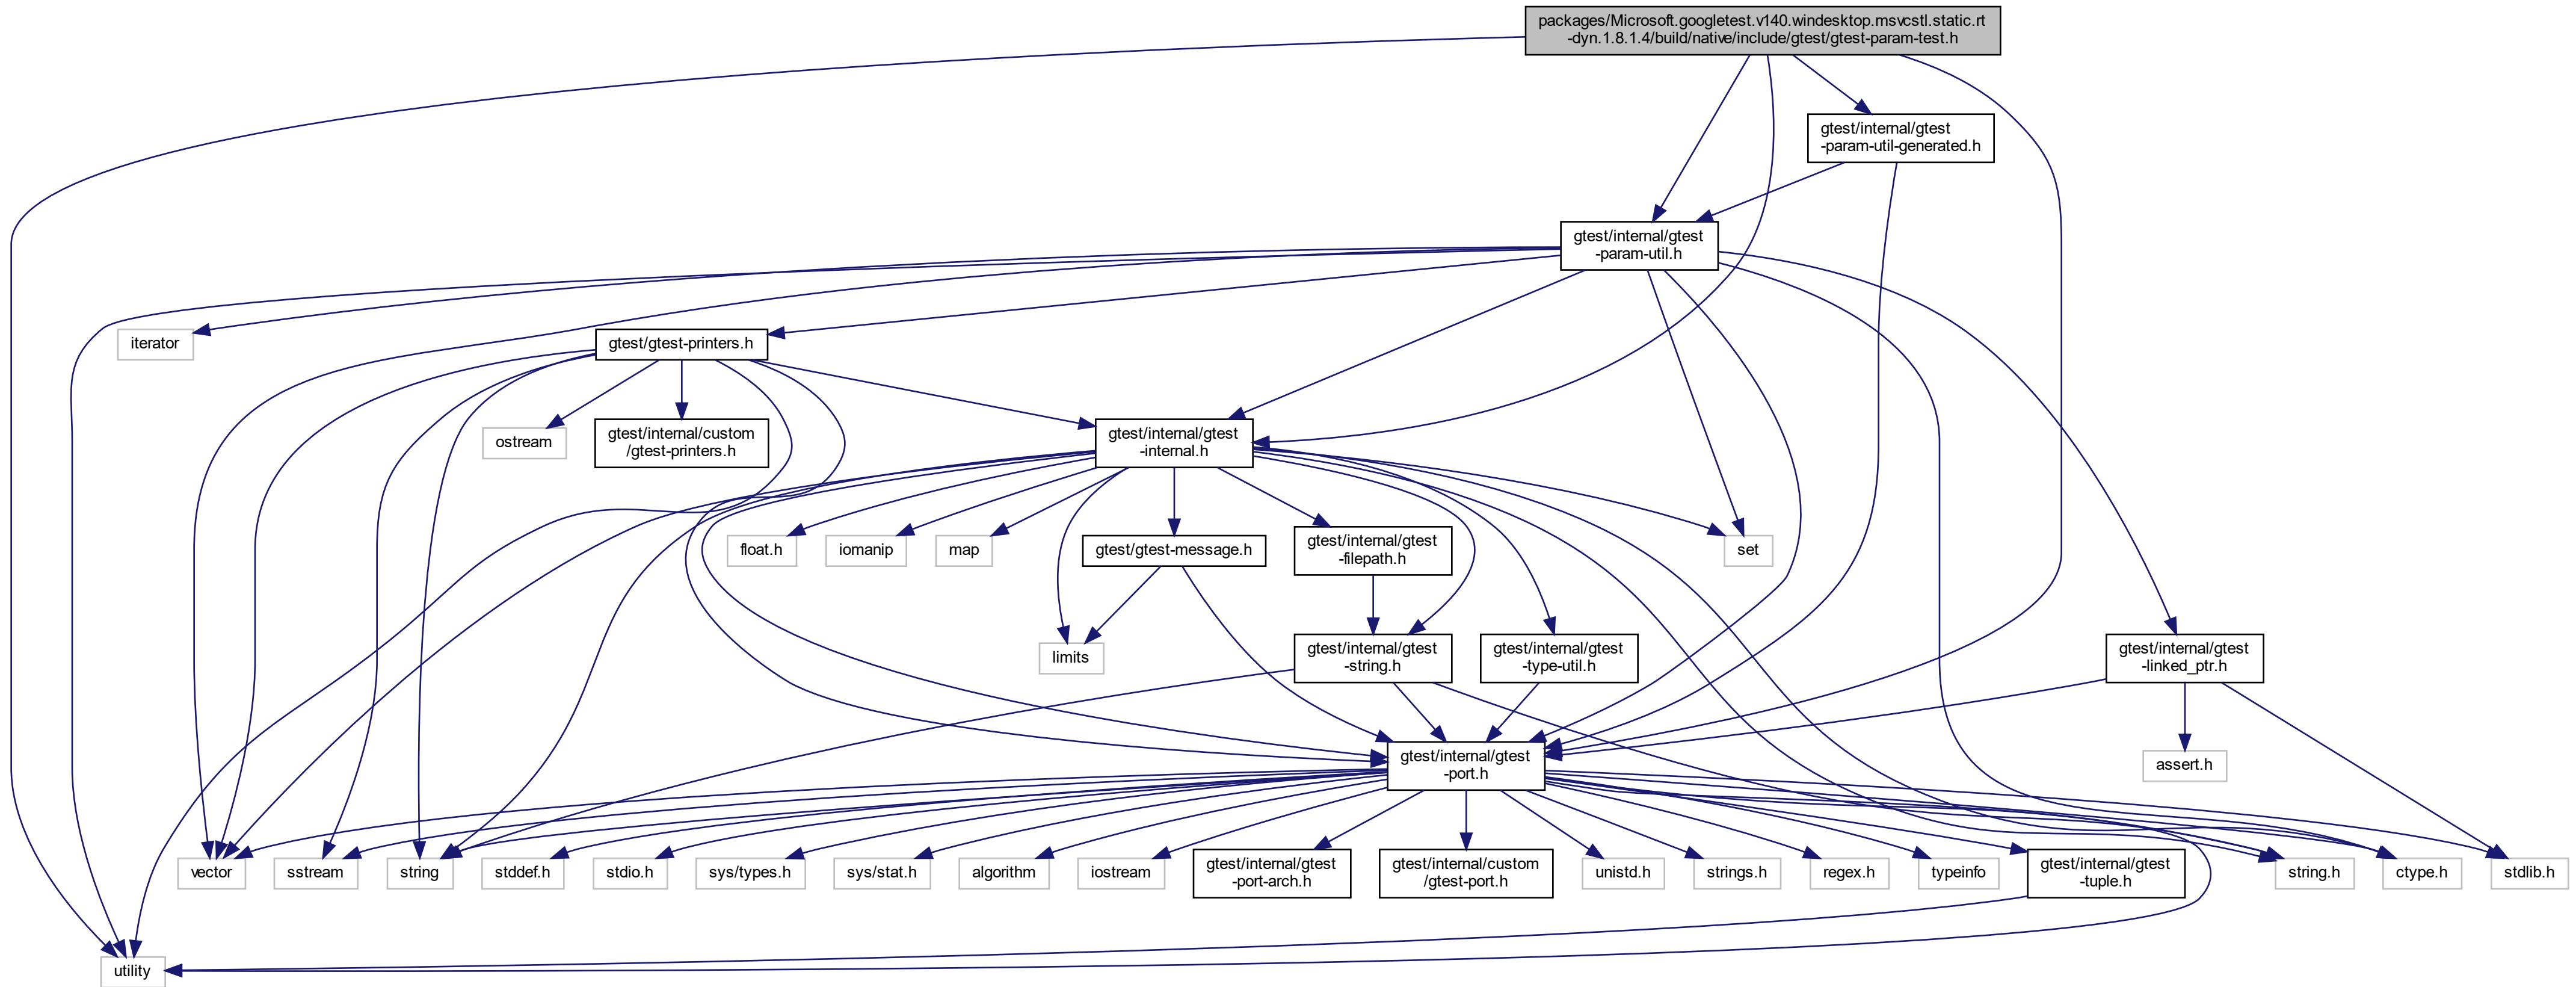 packages/Microsoft.googletest.v140.windesktop.msvcstl.static.rt
-dyn.1.8.1.4/build/native/include/gtest/gtest-param-test.h
gtest/internal/gtest
-param-util-generated.h
gtest/internal/gtest
-param-util.h
iterator
gtest/gtest-printers.h
ostream
gtest/internal/custom
/gtest-printers.h
gtest/internal/gtest
-internal.h
float.h
iomanip
map
gtest/gtest-message.h
gtest/internal/gtest
-filepath.h
set
limits
gtest/internal/gtest
-string.h
gtest/internal/gtest
-type-util.h
gtest/internal/gtest
-linked_ptr.h
gtest/internal/gtest
-port.h
assert.h
vector
sstream
string
stddef.h
stdio.h
sys/types.h
sys/stat.h
algorithm
iostream
gtest/internal/gtest
-port-arch.h
gtest/internal/custom
/gtest-port.h
unistd.h
strings.h
regex.h
typeinfo
gtest/internal/gtest
-tuple.h
string.h
ctype.h
stdlib.h
utility